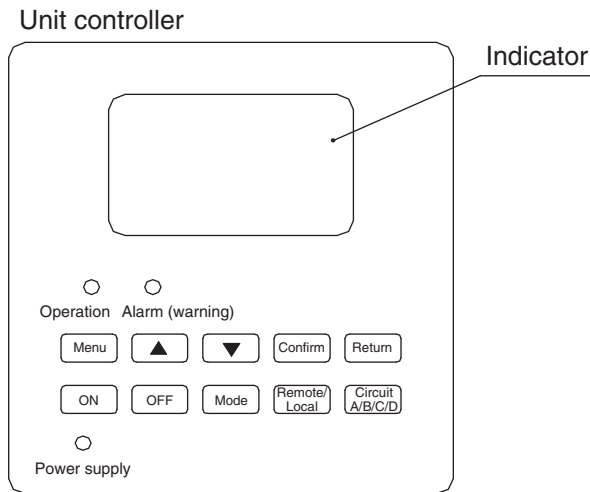 Unit controller
Indicator
Operation Alarm (warning)
Menu ▲ ▼ Confirm Return
ON OFF Mode Remote/ Local Circuit A/B/C/D
Power supply